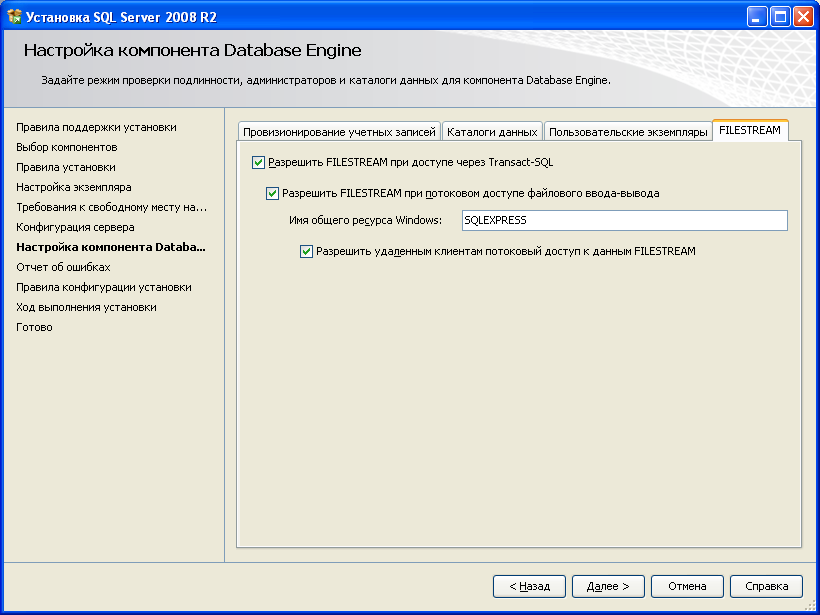 Установка SQL Server 2008 R2
Настройка компонента Database Engine
Задайте режим проверки подлинности, администраторов и каталоги данных для компонента Database Engine.
Правила поддержки установки
Выбор компонентов
Правила установки
Настройка экземпляра
Требования к свободному месту на...
Конфигурация сервера
Настройка компонента Databa...
Отчет об ошибках
Правила конфигурации установки
Ход выполнения установки
Готово
Провизионирование учетных записей
Каталоги данных
Пользовательские экземпляры
FILESTREAM
Разрешить FILESTREAM при доступе через Transact-SQL
Разрешить FILESTREAM при потоковом доступе файлового ввода-вывода
Имя общего ресурса Windows:
SQLEXPRESS
Разрешить удаленным клиентам потоковый доступ к данным FILESTREAM
< Назад
Далее >
Отмена
Справка